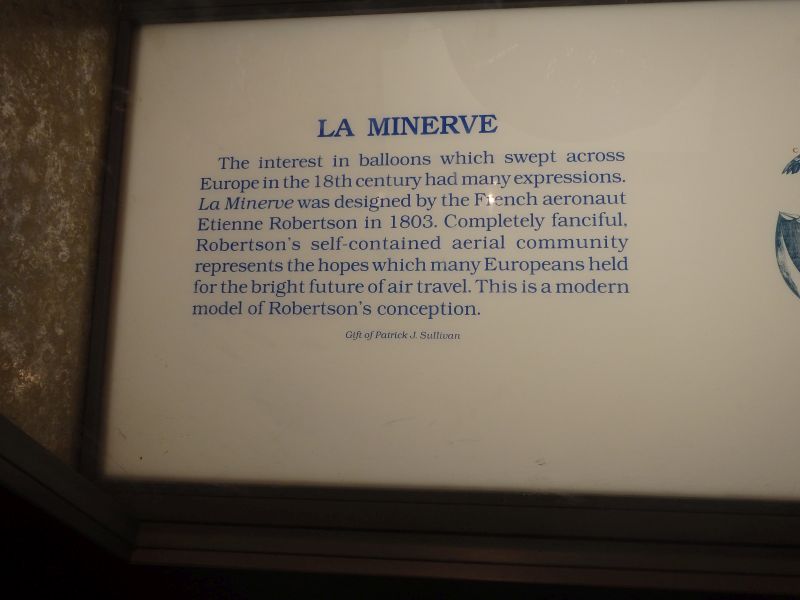 LA MINERVE
The interest in balloons which swept across
Europe in the 18th century had many expressions.
La Minerve was designed by the French aeronaut
Etienne Robertson in 1803. Completely fanciful,
Robertson's self-contained aerial community
represents the hopes which many Europeans held
for the bright future of air travel. This is a modern
model of Robertson's conception.
Gift of Patrick J. Sullivan